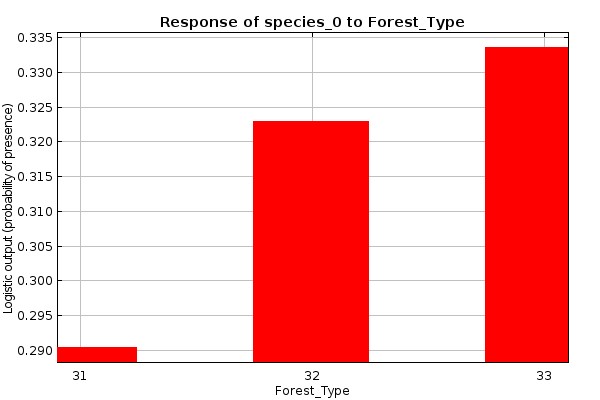 Response of species_0 to Forest_Type
Logistic output (probability of presence)
0.335
0.330
0.325
0.320
0.315
0.310
0.305
0.300
0.295
0.290
31 32 33
Forest_Type